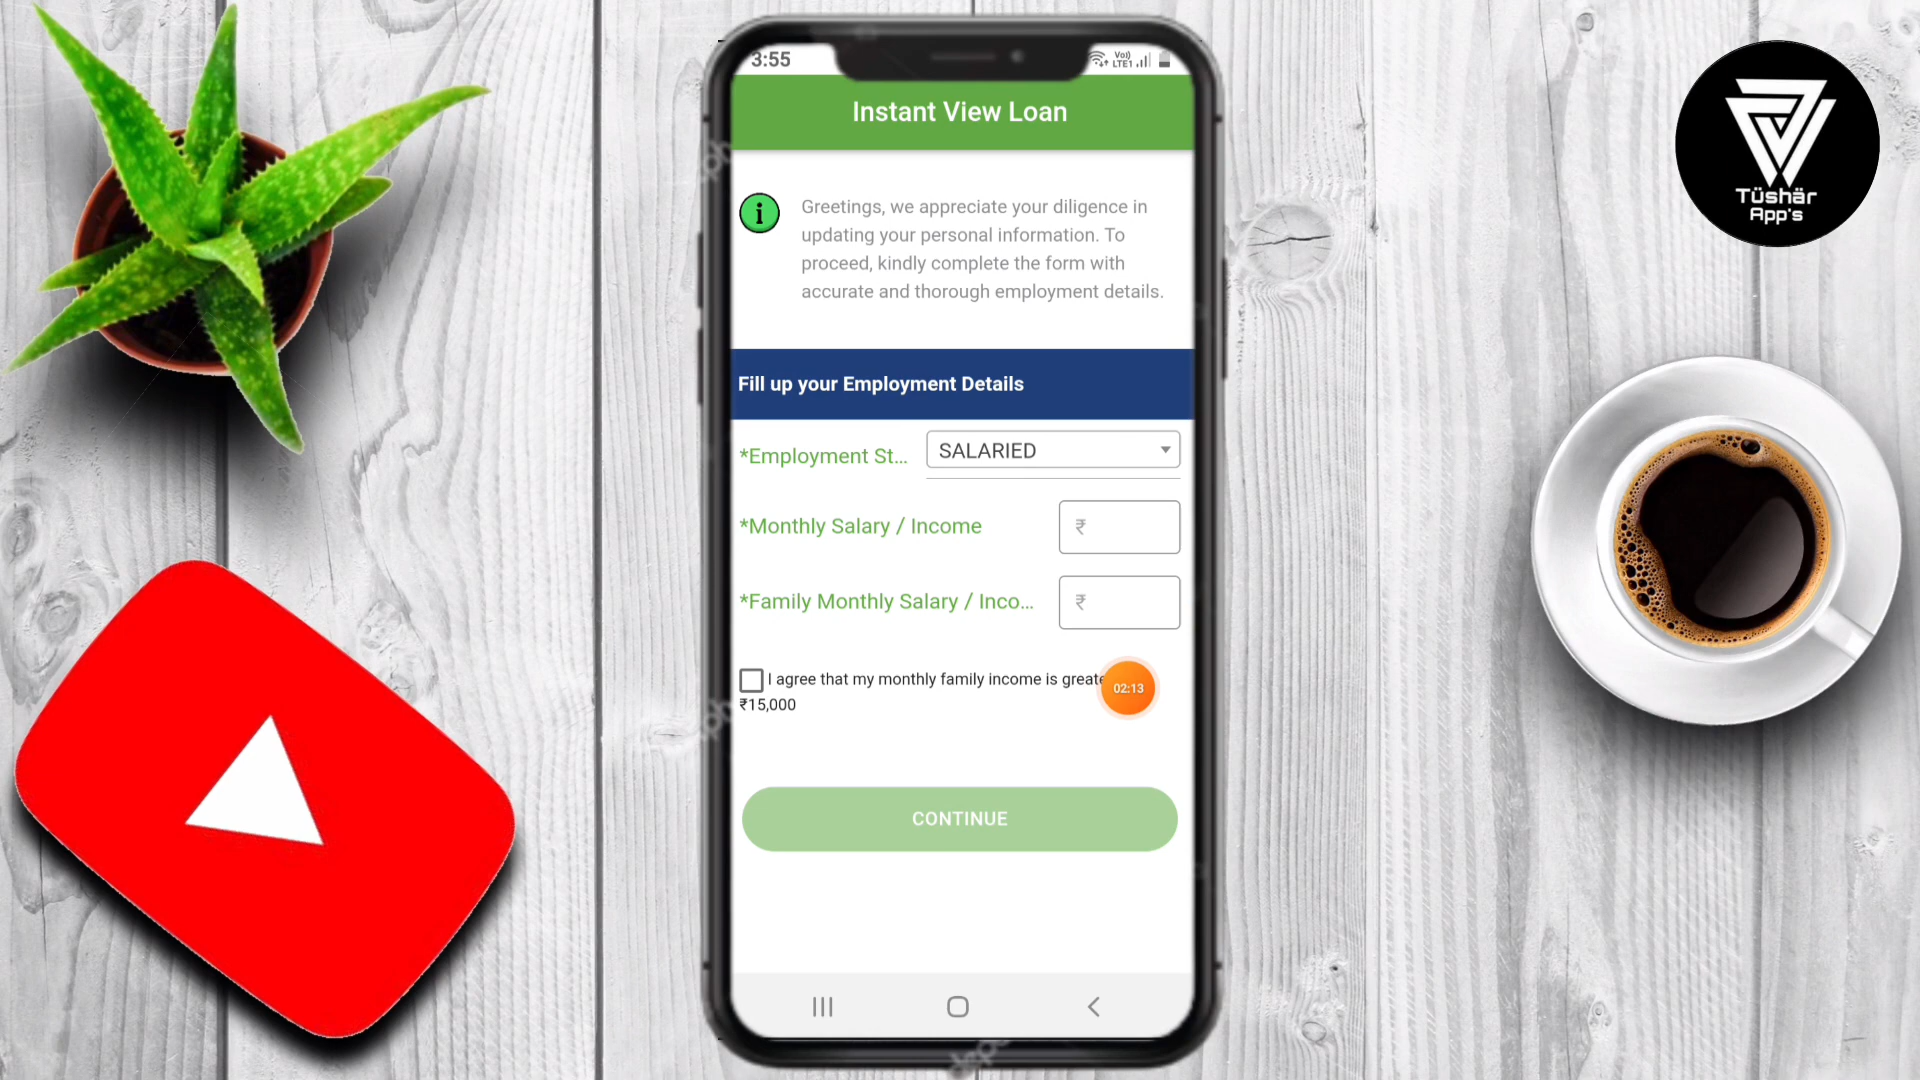 3:55
Vo))
LTE1
Instant View Loan
Greetings, we appreciate your diligence in
updating your personal information. To
proceed, kindly complete the form with
accurate and thorough employment details.
Fill up your Employment Details
*Employment St...
SALARIED
*Monthly Salary / Income
₹
*Family Monthly Salary / Inco...
₹
I agree that my monthly family income is greate
02:13
₹15,000
CONTINUE
Tüshär
App's